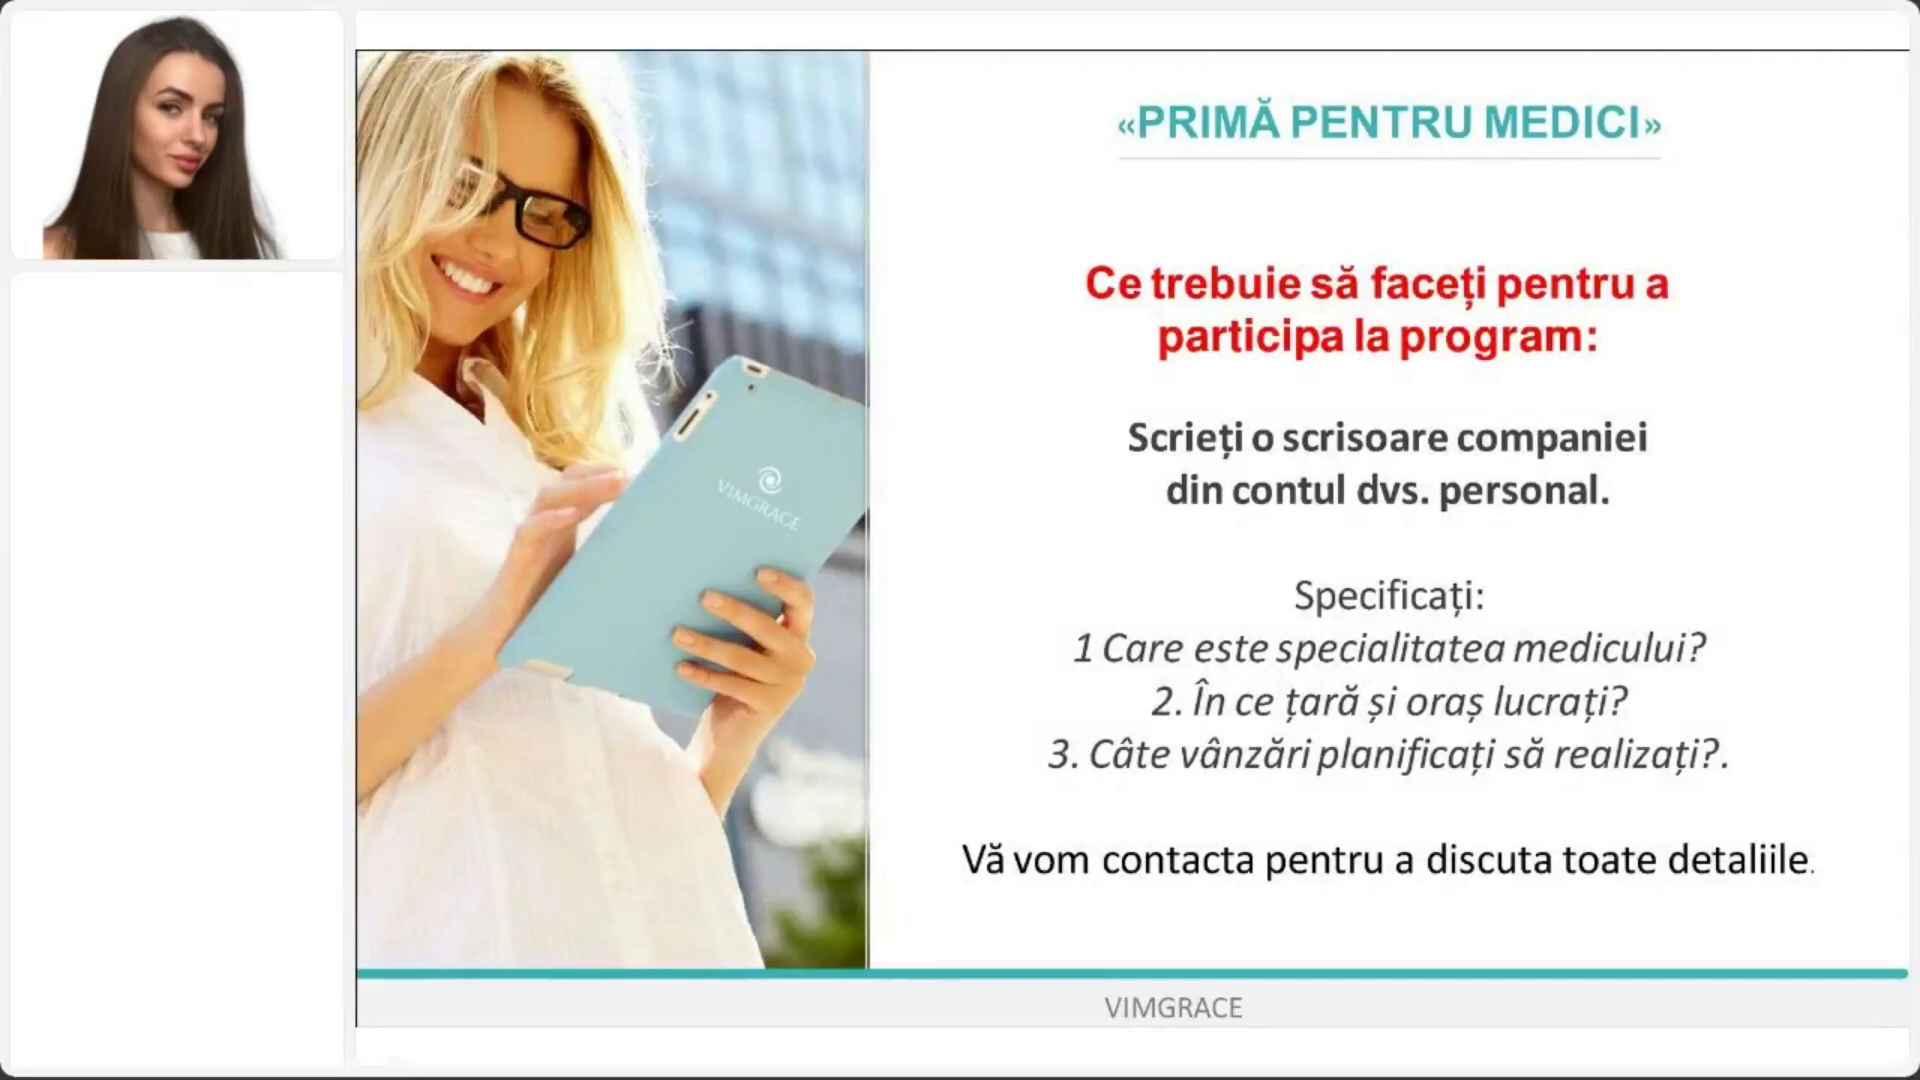 «PRIMĂ PENTRU MEDICI»
Ce trebuie să faceți pentru a
participa la program:
Scrieți o scrisoare companiei
din contul dvs. personal.
Specificați:
1 Care este specialitatea medicului?
2. În ce țară și oraș lucrați?
3. Câte vânzări planificați să realizați?.
Vă vom contacta pentru a discuta toate detaliile.
VIMGRACE
VIMGRACE